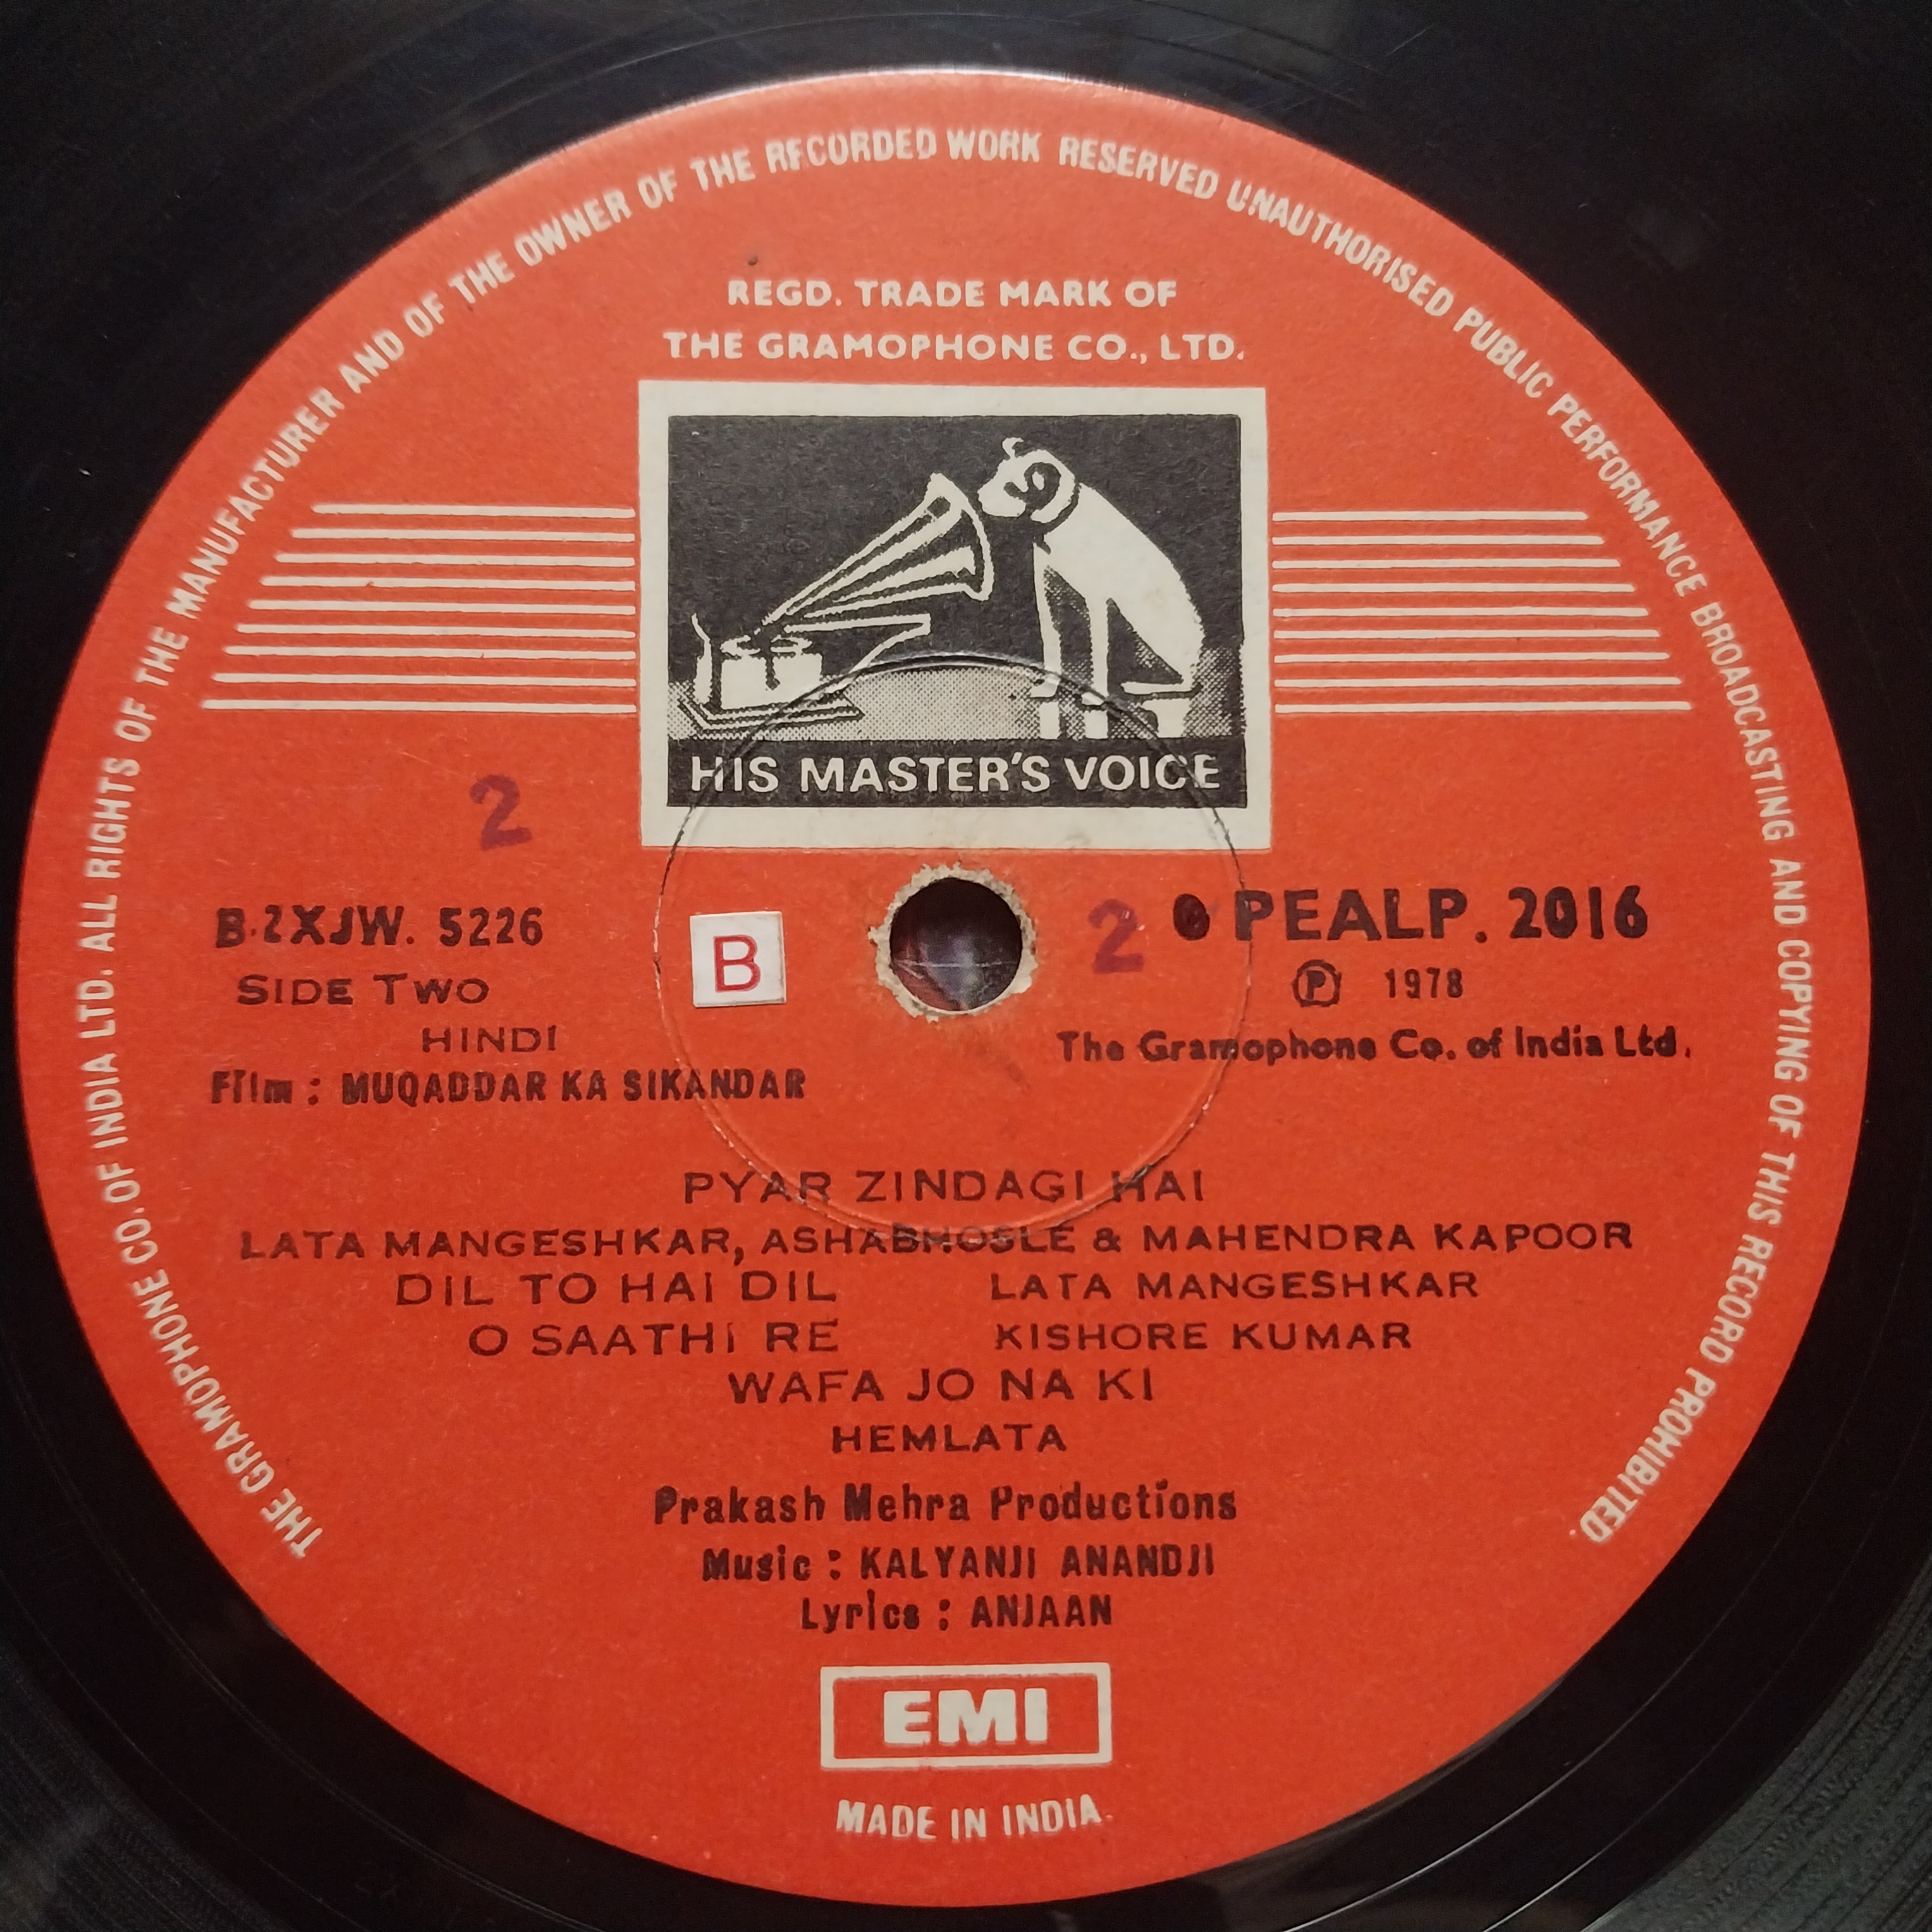 THE GRAMOPHONE CO. OF INDIA LTD. ALL RIGHTS OF THE MANUFACTURER AND OF THE OWNER OF THE RECORDED WORK RESERVED UNAUTHORISED PUBLIC PERFORMANCE BROADCASTING AND COPYING OF THIS RECORD PROHIBITED
REGD. TRADE MARK OF
THE GRAMOPHONE CO., LTD.
HIS MASTER'S VOICE
2
B.2XJW. 5226
B
2
PEALP. 2016
SIDE TWO
℗ 1978
HINDI
The Gramophone Co. of India Ltd.
Film : MUQADDAR KA SIKANDAR
PYAR ZINDAGI HAI
LATA MANGESHKAR, ASHABHOSLE & MAHENDRA KAPOOR
DIL TO HAI DIL LATA MANGESHKAR
O SAATHI RE KISHORE KUMAR
WAFA JO NA KI
HEMLATA
Prakash Mehra Productions
Music : KALYANJI ANANDJI
Lyrics : ANJAAN
EMI
MADE IN INDIA.